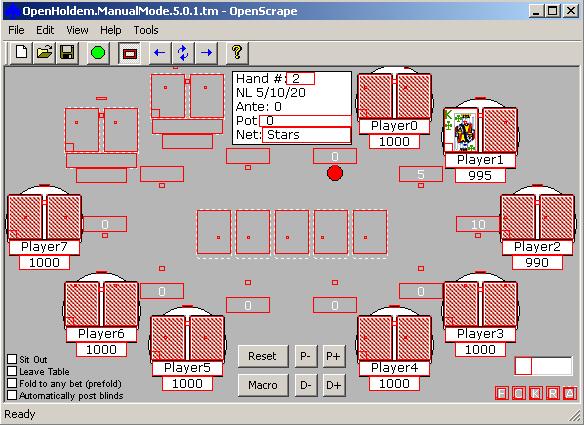 OpenHoldem.ManualMode.5.0.1.tm - OpenScrape
File Edit View Help Tools
Hand #: 2
NL 5/10/20
Ante: 0
Pot: 0
Net: Stars
Player0
1000
K
Player1
995
0
5
Player7
1000
0
10
Player2
990
Player6
1000
0
0
0
0
Player3
1000
Player5
1000
Player4
1000
Sit Out
Leave Table
Fold to any bet (prefold)
Automatically post blinds
Reset P- P+
Macro D- D+
F C K R A
Ready